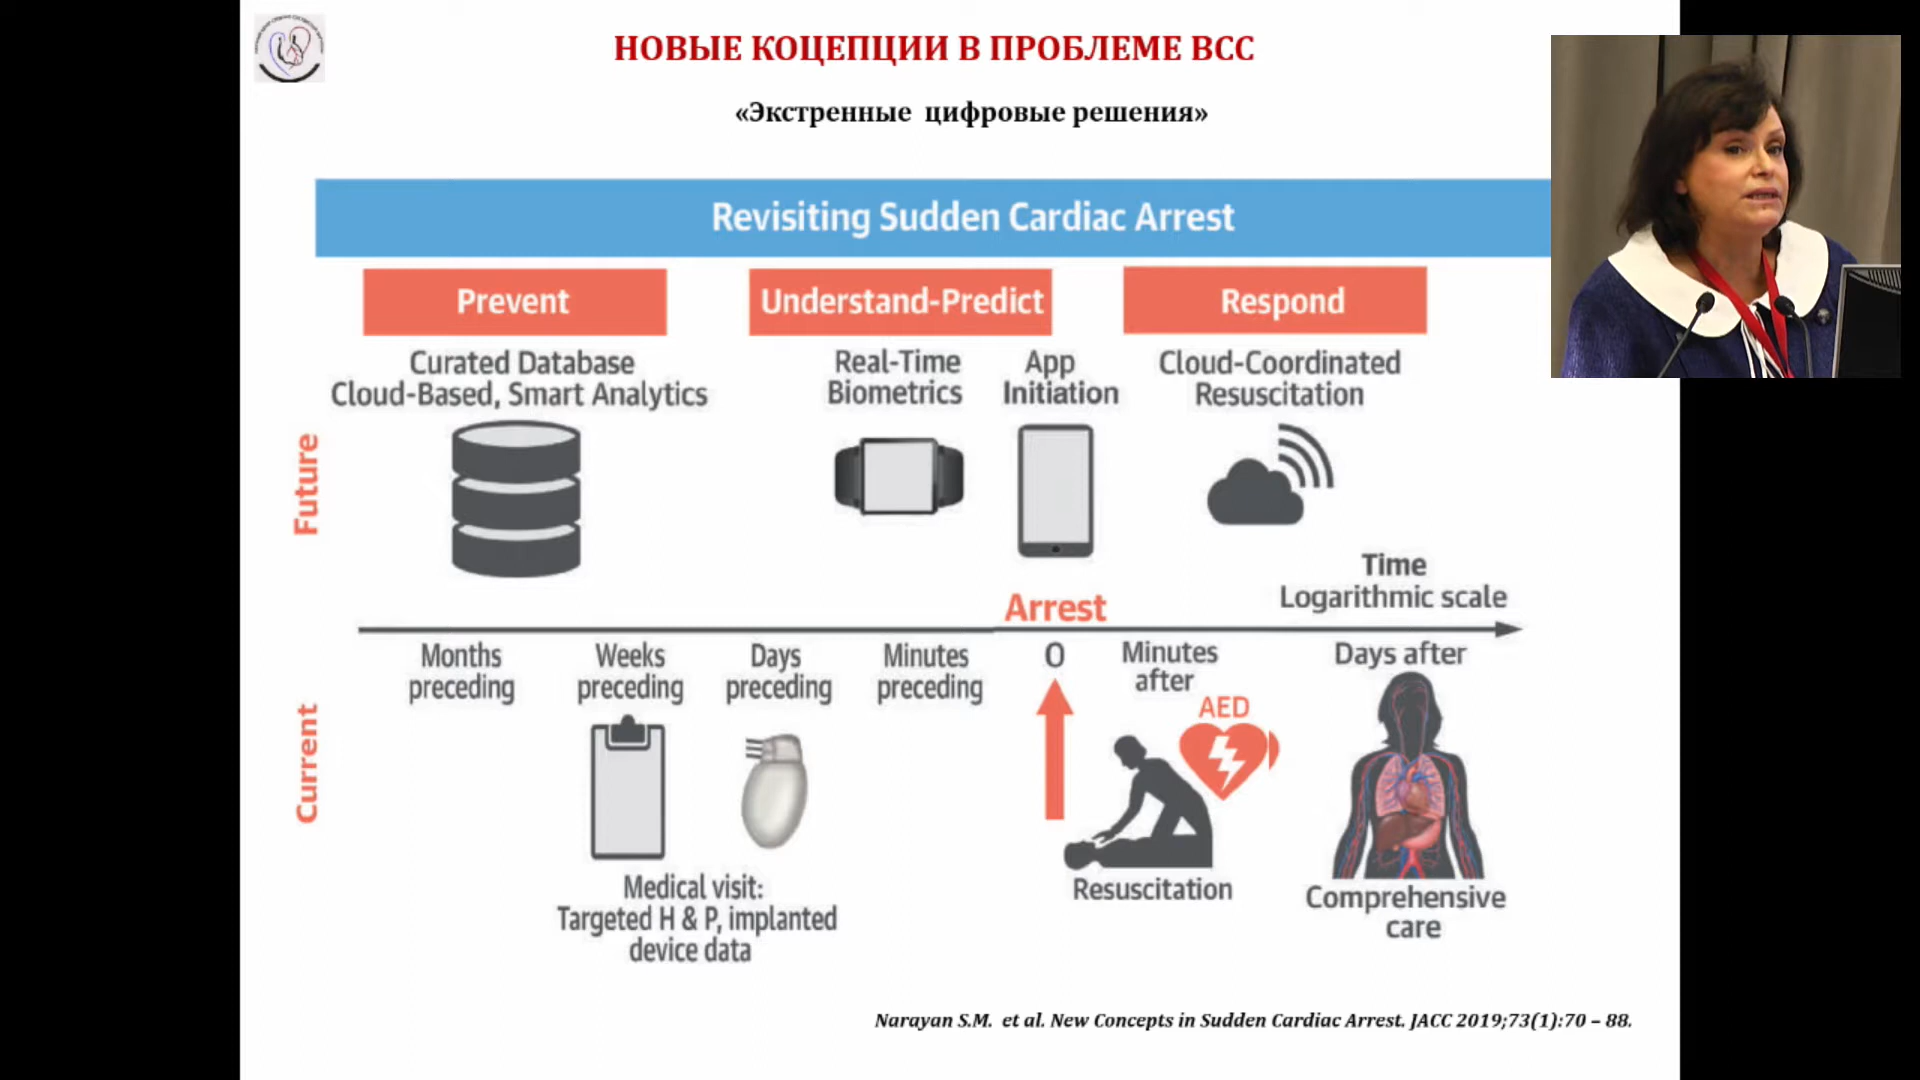 НОВЫЕ КОЦЕПЦИИ В ПРОБЛЕМЕ ВСС
«Экстренные цифровые решения»
Revisiting Sudden Cardiac Arrest
Prevent
Understand-Predict
Respond
Curated Database
Cloud-Based, Smart Analytics
Real-Time
Biometrics
App
Initiation
Cloud-Coordinated
Resuscitation
Future
Time
Logarithmic scale
Arrest
Months
preceding
Weeks
preceding
Days
preceding
Minutes
preceding
0
Minutes
after
Days after
Current
AED
Medical visit:
Targeted H & P, implanted
device data
Resuscitation
Comprehensive
care
Narayan S.M. et al. New Concepts in Sudden Cardiac Arrest. JACC 2019;73(1):70 – 88.